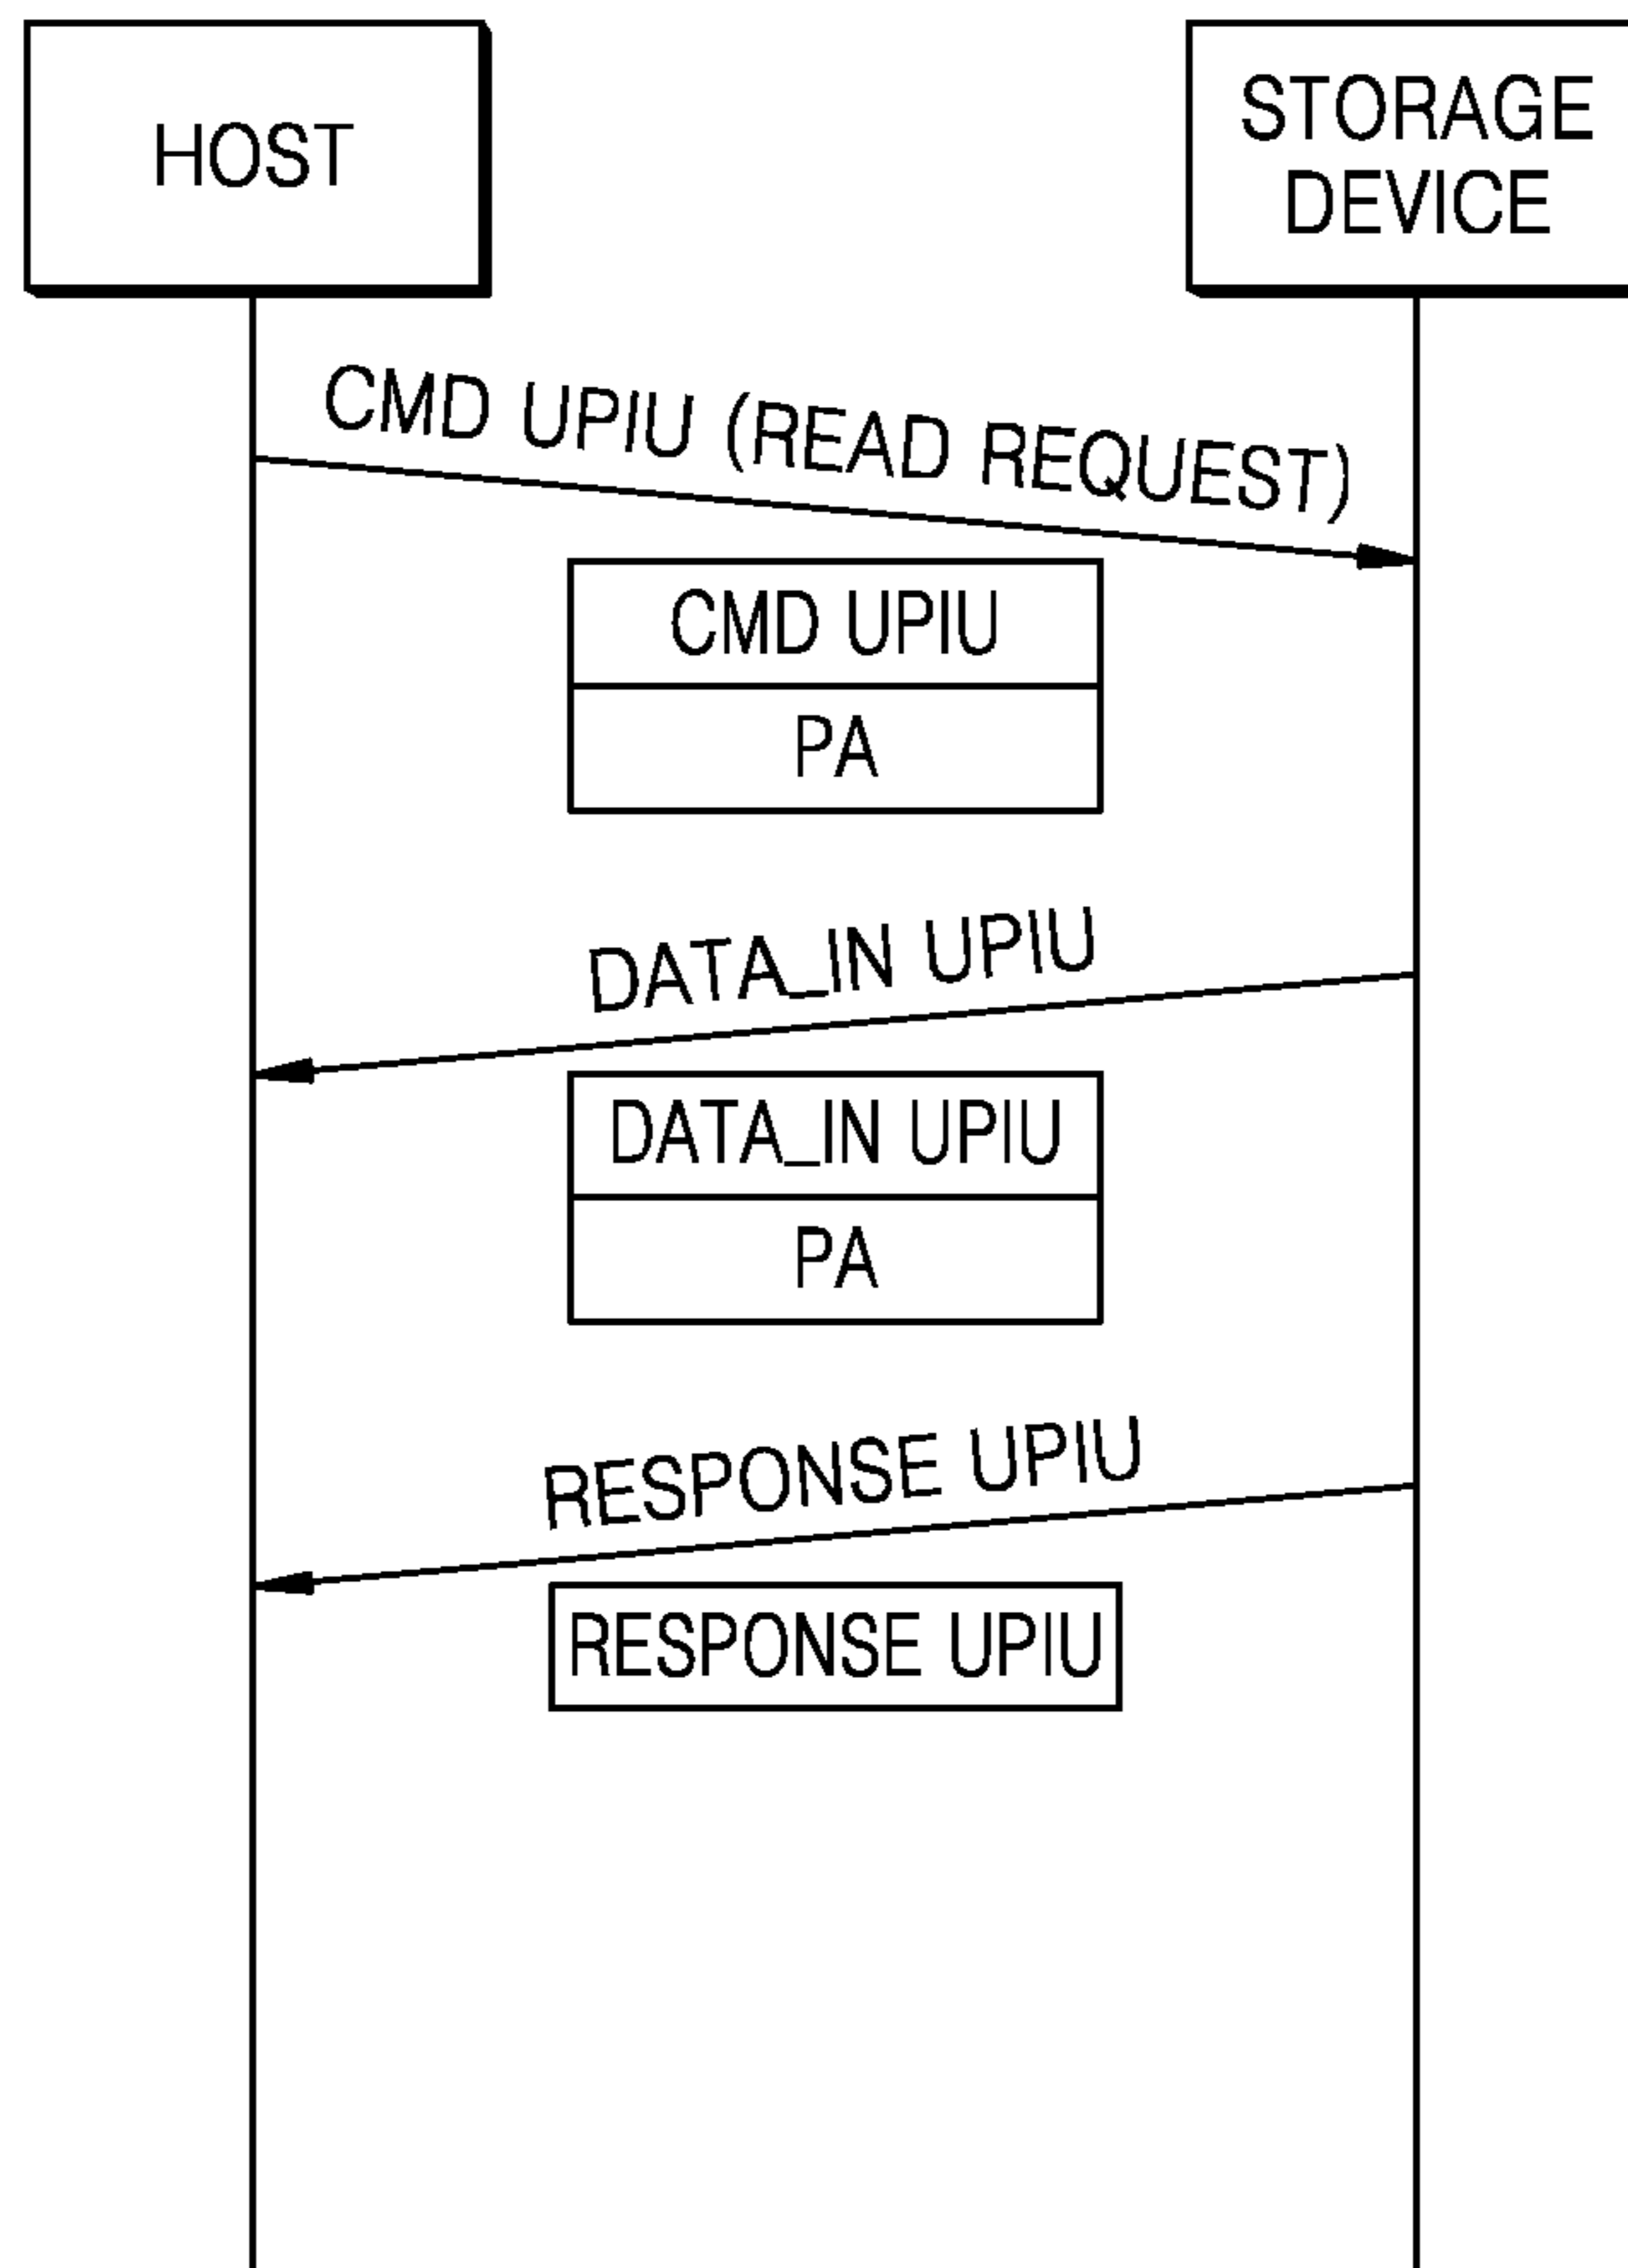 HOST
STORAGE
DEVICE
CMD UPIU (READ REQUEST)
CMD UPIU
PA
DATA_IN UPIU
DATA_IN UPIU
PA
RESPONSE UPIU
RESPONSE UPIU